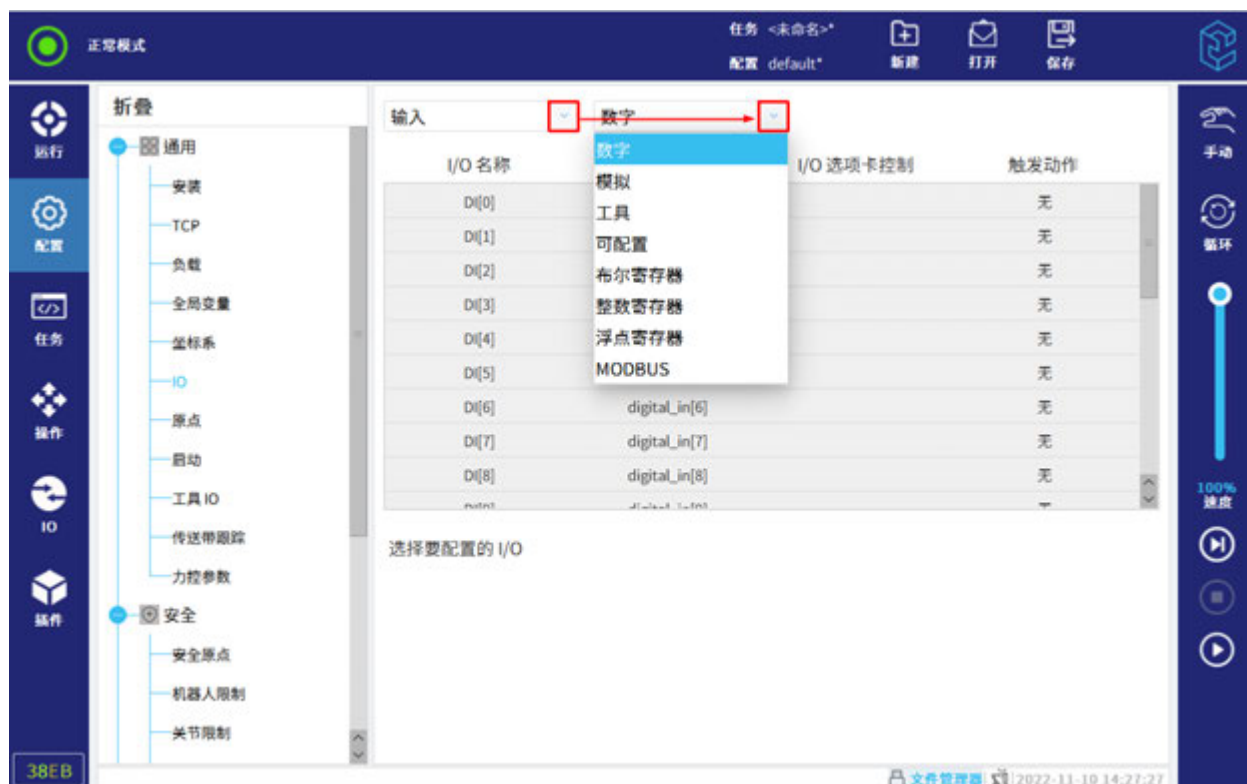 正常模式
任务 <未命名>*
配置 default*
新建
打开
保存
运行
配置
任务
操作
IO
插件
38EB
折叠
通用
安装
TCP
负载
全局变量
坐标系
IO
原点
启动
工具 IO
传送带跟踪
力控参数
安全
安全原点
机器人限制
关节限制
输入 数字
数字
模拟
工具
可配置
布尔寄存器
整数寄存器
浮点寄存器
MODBUS
I/O 名称 I/O 选项卡控制 触发动作
DI[0] 无
DI[1] 无
DI[2] 无
DI[3] 无
DI[4] 无
DI[5] 无
DI[6] digital_in[6] 无
DI[7] digital_in[7] 无
DI[8] digital_in[8] 无
选择要配置的 I/O
手动
循环
100%
速度
文件管理器 2022-11-10 14:27:27